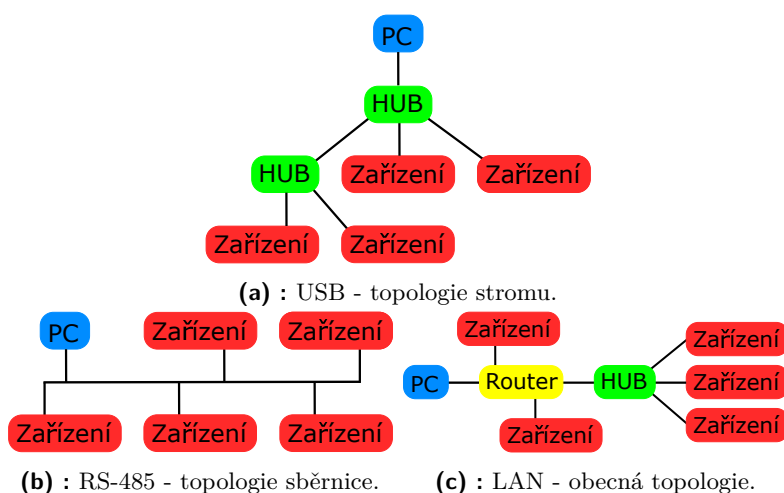 PC
HUB
HUB Zařízení Zařízení
Zařízení Zařízení
(a) : USB - topologie stromu.
PC Zařízení Zařízení
Zařízení Zařízení Zařízení
(b) : RS-485 - topologie sběrnice.
Zařízení
PC Router HUB Zařízení
Zařízení
Zařízení
Zařízení
(c) : LAN - obecná topologie.